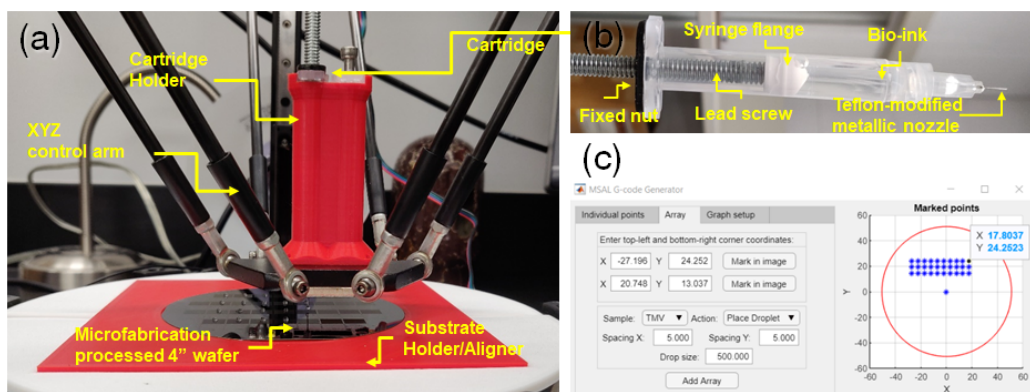 (a)
Cartridge
Cartridge
Holder
XYZ
control arm
Microfabrication
processed 4” wafer
Substrate
Holder/Aligner
(b)
Syringe flange
Bio-ink
Fixed nut
Lead screw
Teflon-modified
metallic nozzle
(c)
MSAL G-code Generator
Individual points Array Graph setup
Enter top-left and bottom-right corner coordinates:
X -27.196 Y 24.252 Mark in image
X 20.748 Y 13.037 Mark in image
Sample: TMV Action: Place Droplet
Spacing X: 5.000 Spacing Y: 5.000
Drop size: 500.000
Add Array
Marked points
X 17.8037
Y 24.2523
60
40
20
0
-20
-40
-60
Y
-60 -40 -20 0 20 40 60
X